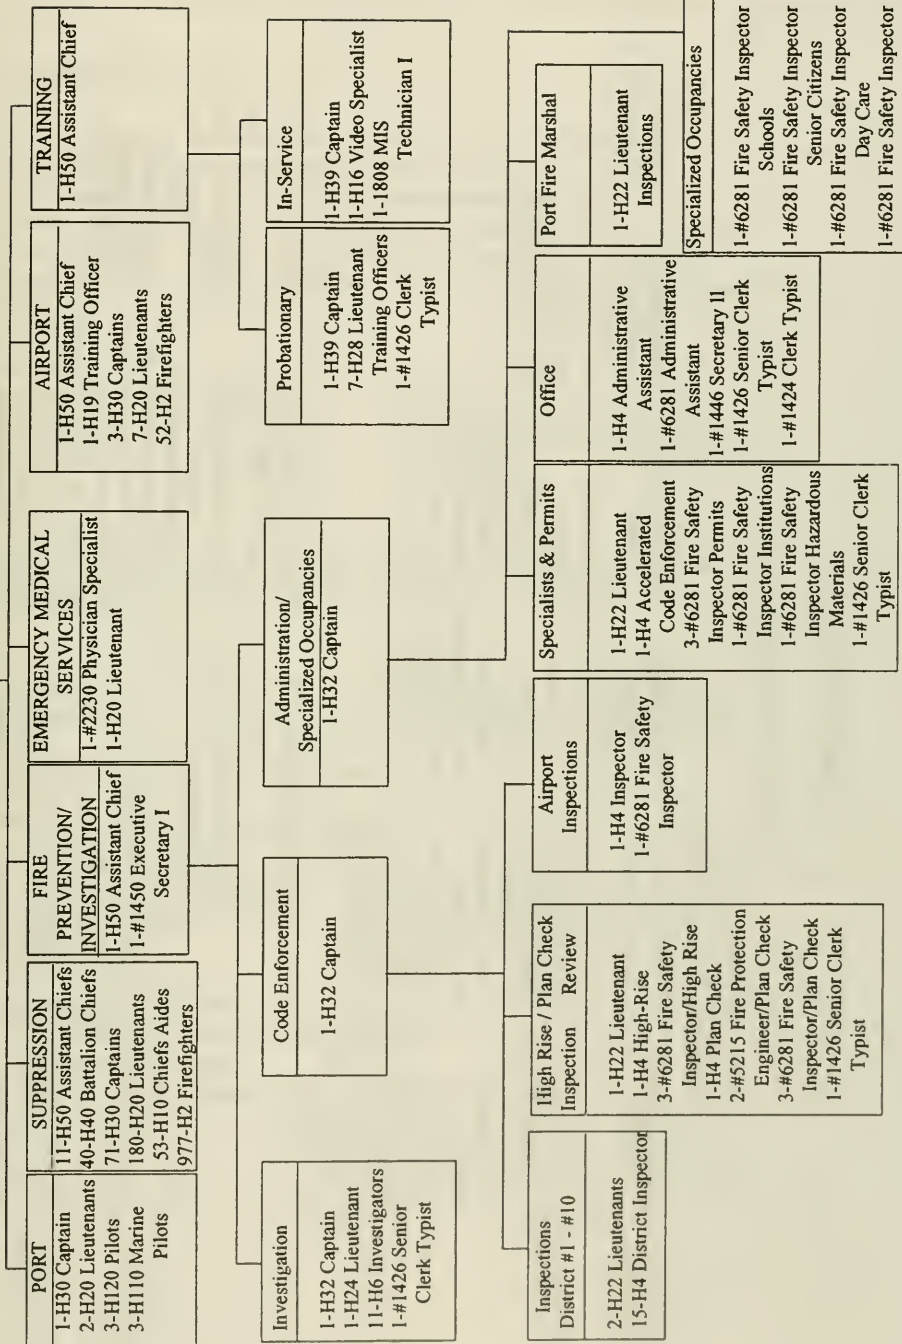 PORT
1-H30 Captain
2-H20 Lieutenants
3-H120 Pilots
3-H110 Marine
Pilots
SUPPRESSION
11-H50 Assistant Chiefs
40-H40 Battalion Chiefs
71-H30 Captains
180-H20 Lieutenants
53-H10 Chiefs Aides
977-H2 Firefighters
FIRE
PREVENTION/
INVESTIGATION
1-H50 Assistant Chief
1-#1450 Executive
Secretary I
EMERGENCY MEDICAL
SERVICES
1-#2230 Physician Specialist
1-H20 Lieutenant
AIRPORT
1-H50 Assistant Chief
1-H19 Training Officer
3-H30 Captains
7-H20 Lieutenants
52-H2 Firefighters
TRAINING
1-H50 Assistant Chief
Investigation
1-H32 Captain
1-H24 Lieutenant
11-H6 Investigators
1-#1426 Senior
Clerk Typist
Code Enforcement
1-H32 Captain
Administration/
Specialized Occupancies
1-H32 Captain
Probationary
1-H39 Captain
7-H28 Lieutenant
Training Officers
1-#1426 Clerk
Typist
In-Service
1-H39 Captain
1-H16 Video Specialist
1-1808 MIS
Technician I
Inspections
District #1 - #10
2-H22 Lieutenants
15-H4 District Inspector
High Rise / Plan Check
Inspection Review
1-H22 Lieutenant
1-H4 High-Rise
3-#6281 Fire Safety
Inspector/High Rise
1-H4 Plan Check
2-#5215 Fire Protection
Engineer/Plan Check
3-#6281 Fire Safety
Inspector/Plan Check
1-#1426 Senior Clerk
Typist
Airport
Inspections
1-H4 Inspector
1-#6281 Fire Safety
Inspector
Specialists & Permits
1-H22 Lieutenant
1-H4 Accelerated
Code Enforcement
3-#6281 Fire Safety
Inspector Permits
1-#6281 Fire Safety
Inspector Institutions
1-#6281 Fire Safety
Inspector Hazardous
Materials
1-#1426 Senior Clerk
Typist
Office
1-H4 Administrative
Assistant
1-#6281 Administrative
Assistant
1-#1446 Secretary II
1-#1426 Senior Clerk
Typist
1-#1424 Clerk Typist
Port Fire Marshal
1-H22 Lieutenant
Inspections
Specialized Occupancies
1-#6281 Fire Safety Inspector
Schools
1-#6281 Fire Safety Inspector
Senior Citizens
1-#6281 Fire Safety Inspector
Day Care
1-#6281 Fire Safety Inspector